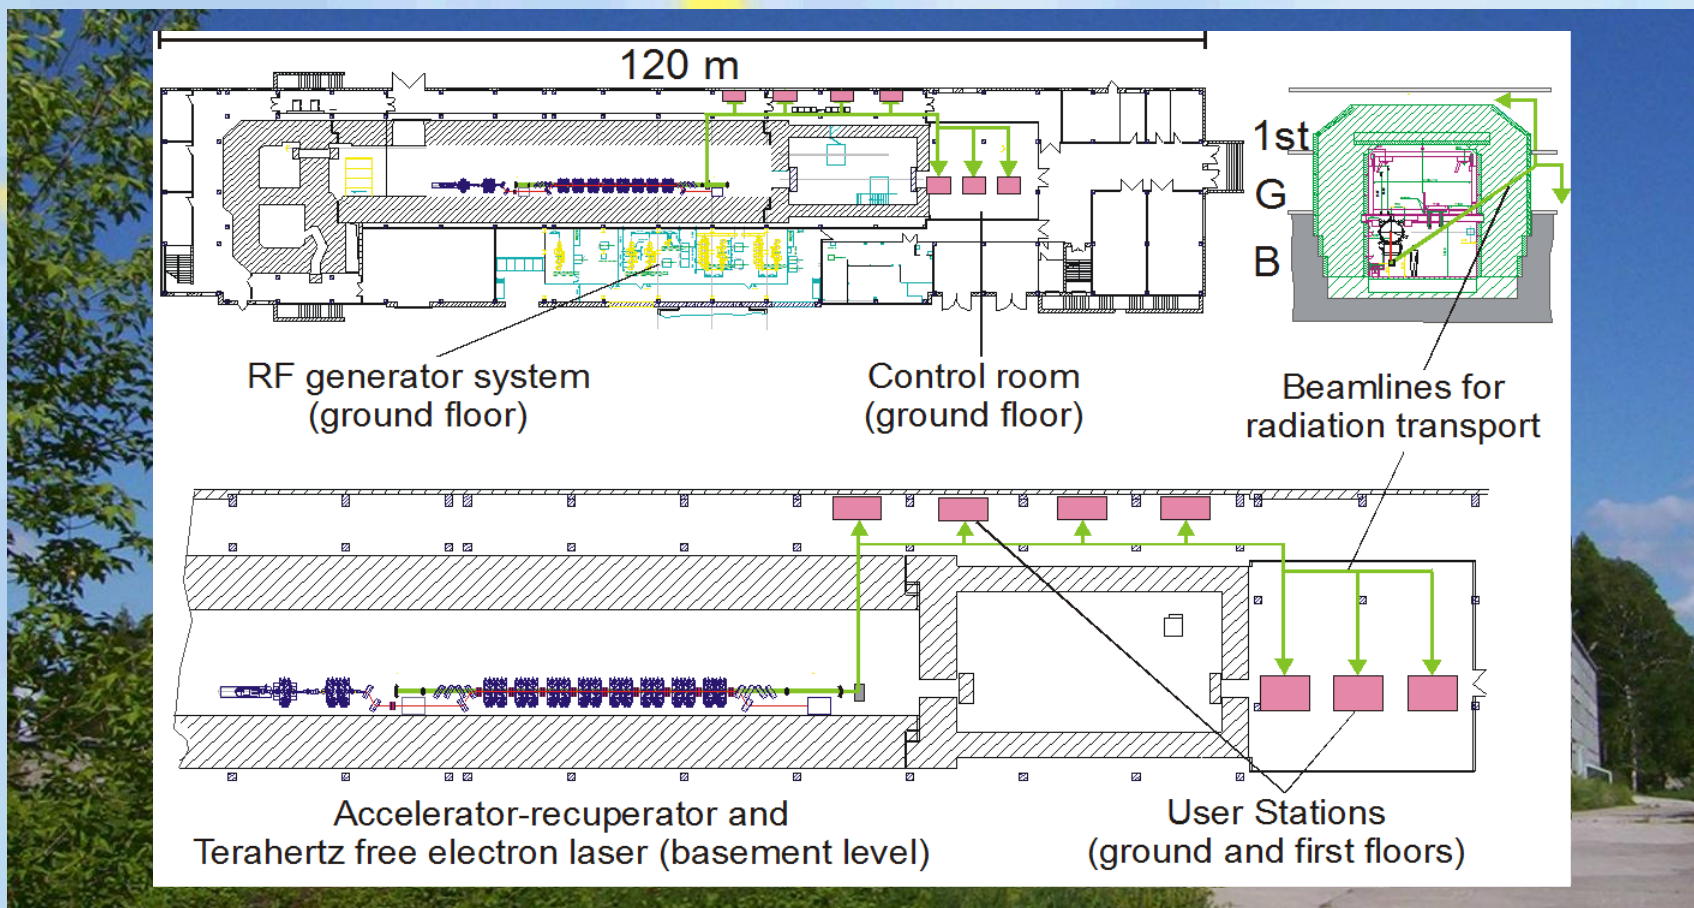 120 m
1st
G
B
RF generator system
(ground floor)
Control room
(ground floor)
Beamlines for
radiation transport
Accelerator-recuperator and
Terahertz free electron laser (basement level)
User Stations
(ground and first floors)